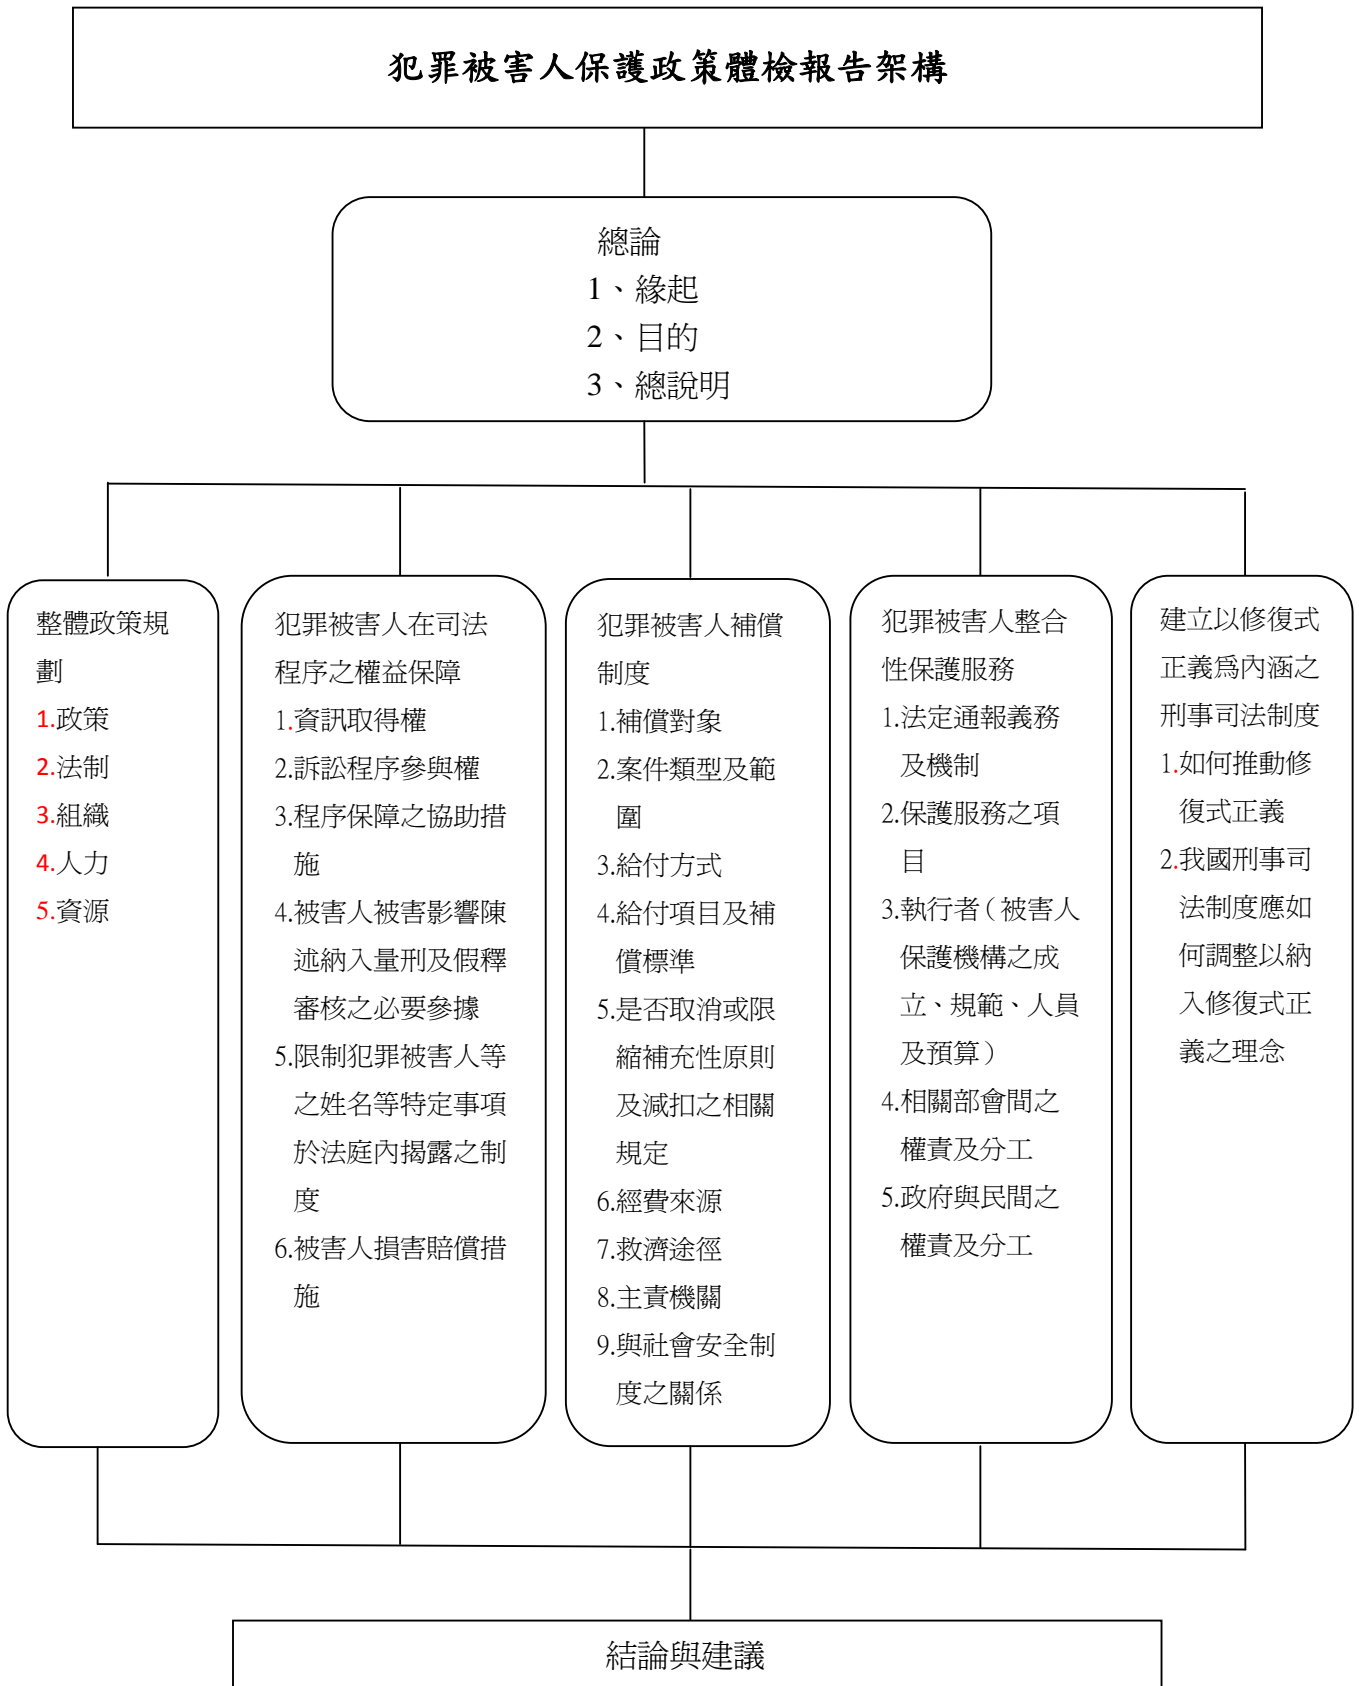 犯罪被害人保護政策體檢報告架構
總論
1、緣起
2、目的
3、總說明
整體政策規
劃
1.政策
2.法制
3.組織
4.人力
5.資源
犯罪被害人在司法
程序之權益保障
1.資訊取得權
2.訴訟程序參與權
3.程序保障之協助措
施
4.被害人被害影響陳
述納入量刑及假釋
審核之必要參據
5.限制犯罪被害人等
之姓名等特定事項
於法庭內揭露之制
度
6.被害人損害賠償措
施
犯罪被害人補償
制度
1.補償對象
2.案件類型及範
圍
3.給付方式
4.給付項目及補
償標準
5.是否取消或限
縮補充性原則
及減扣之相關
規定
6.經費來源
7.救濟途徑
8.主責機關
9.與社會安全制
度之關係
犯罪被害人整合
性保護服務
1.法定通報義務
及機制
2.保護服務之項
目
3.執行者（被害人
保護機構之成
立、規範、人員
及預算）
4.相關部會間之
權責及分工
5.政府與民間之
權責及分工
建立以修復式
正義為內涵之
刑事司法制度
1.如何推動修
復式正義
2.我國刑事司
法制度應如
何調整以納
入修復式正
義之理念
結論與建議